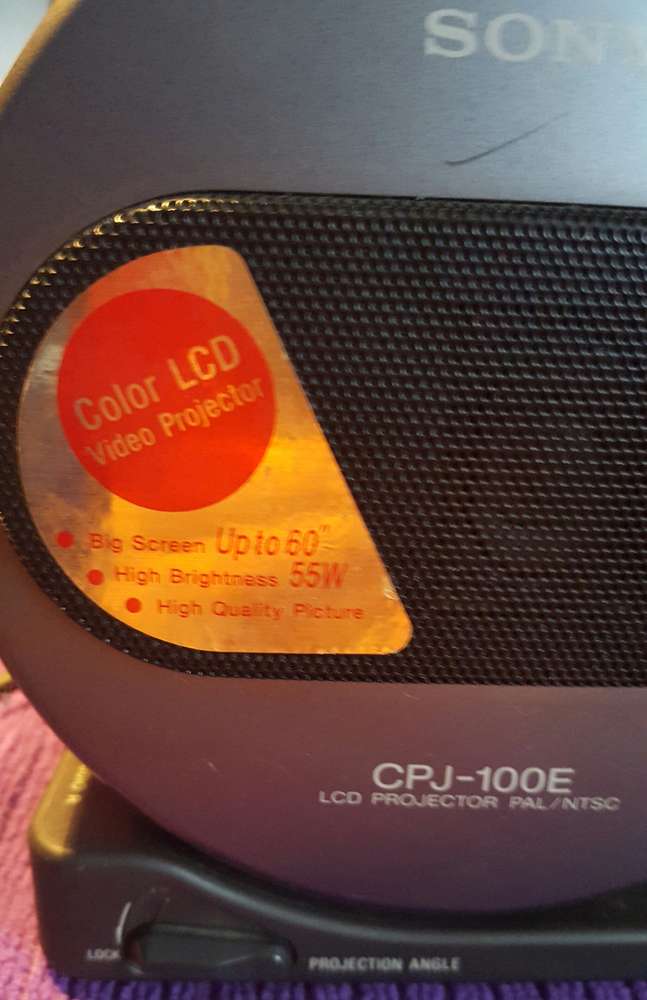 SONY
Color LCD
Video Projector
Big Screen Up to 60"
High Brightness 55W
High Quality Picture
CPJ-100E
LCD PROJECTOR PAL/NTSC
LOCK
PROJECTION ANGLE